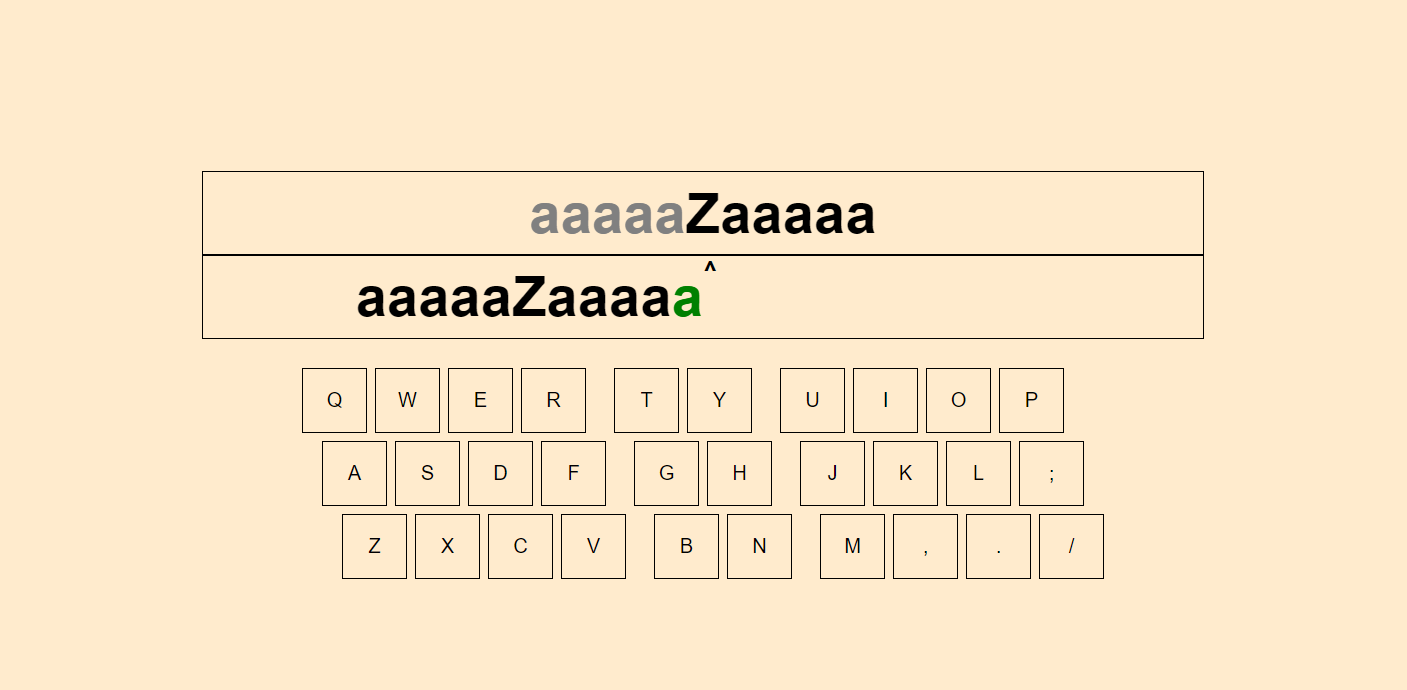 aaaaaZaaaaa
^
aaaaaZaaaaa
Q W E R T Y U I O P
A S D F G H J K L ;
Z X C V B N M , . /